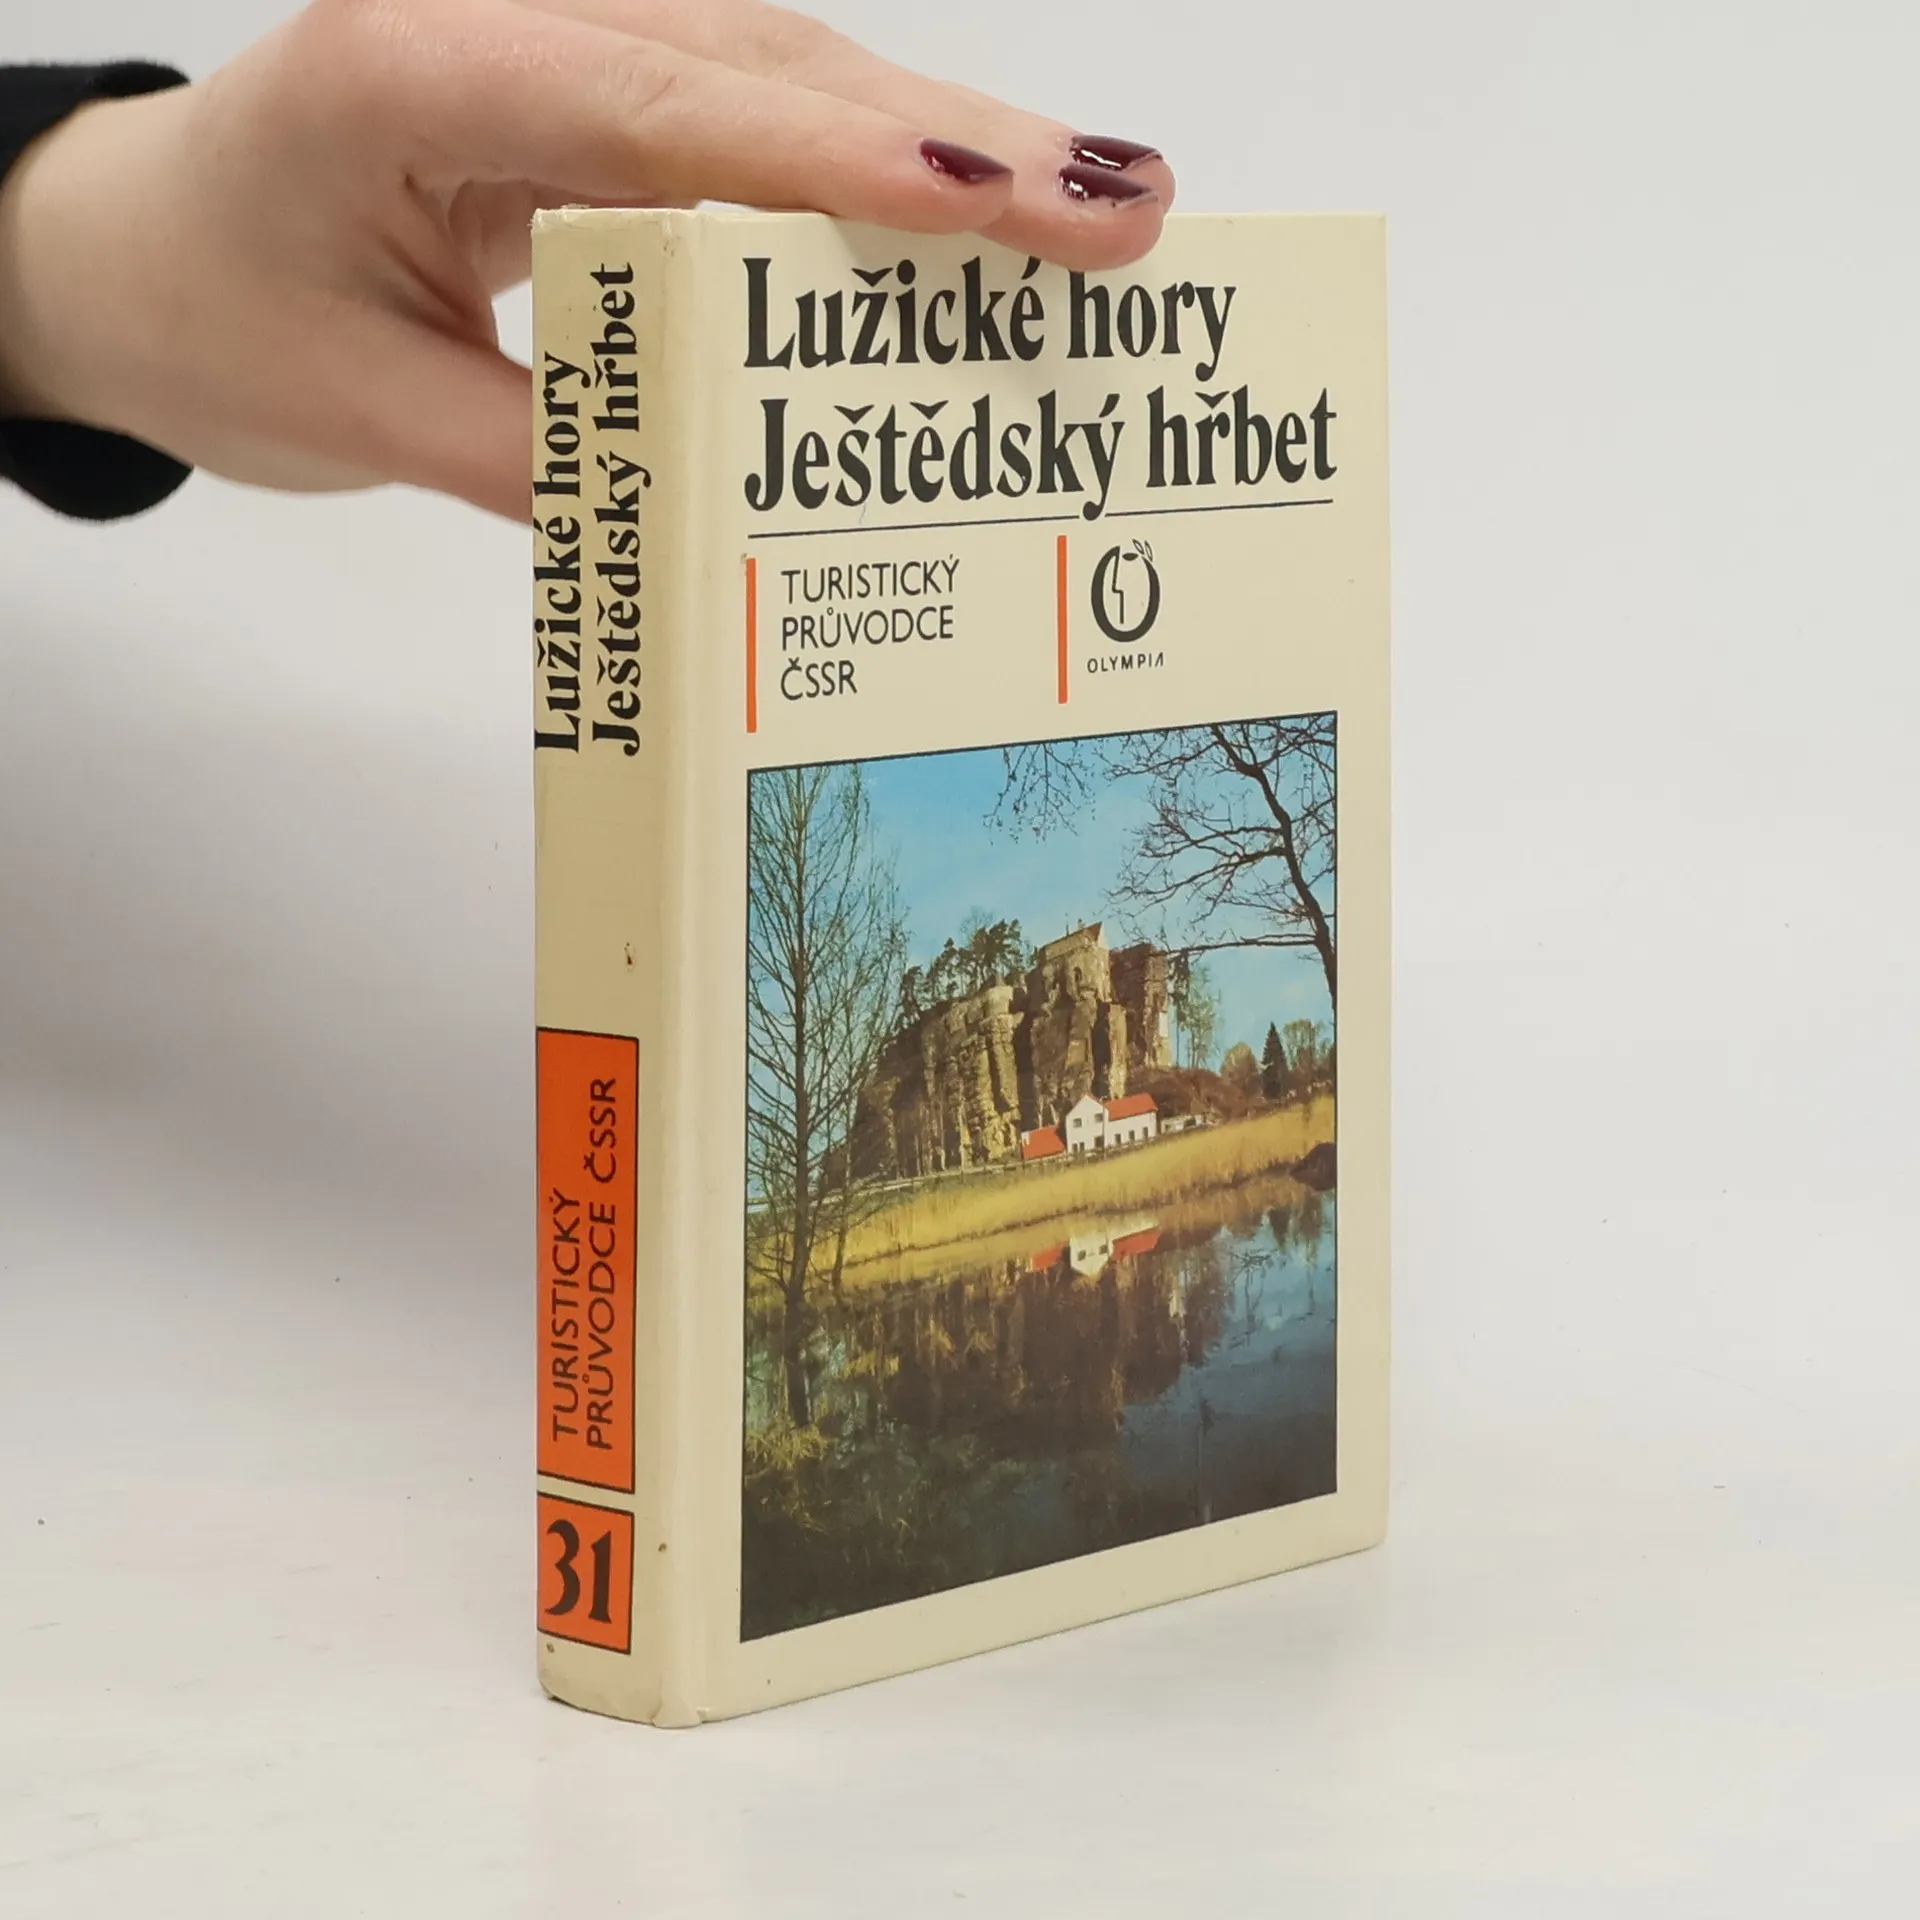 Lužické hory
Ještědský hřbet
TURISTICKÝ
PRŮVODCE
ČSSR
OLYMPIA
Lužické hory
Ještědský hřbet
TURISTICKÝ
PRŮVODCE ČSSR
31